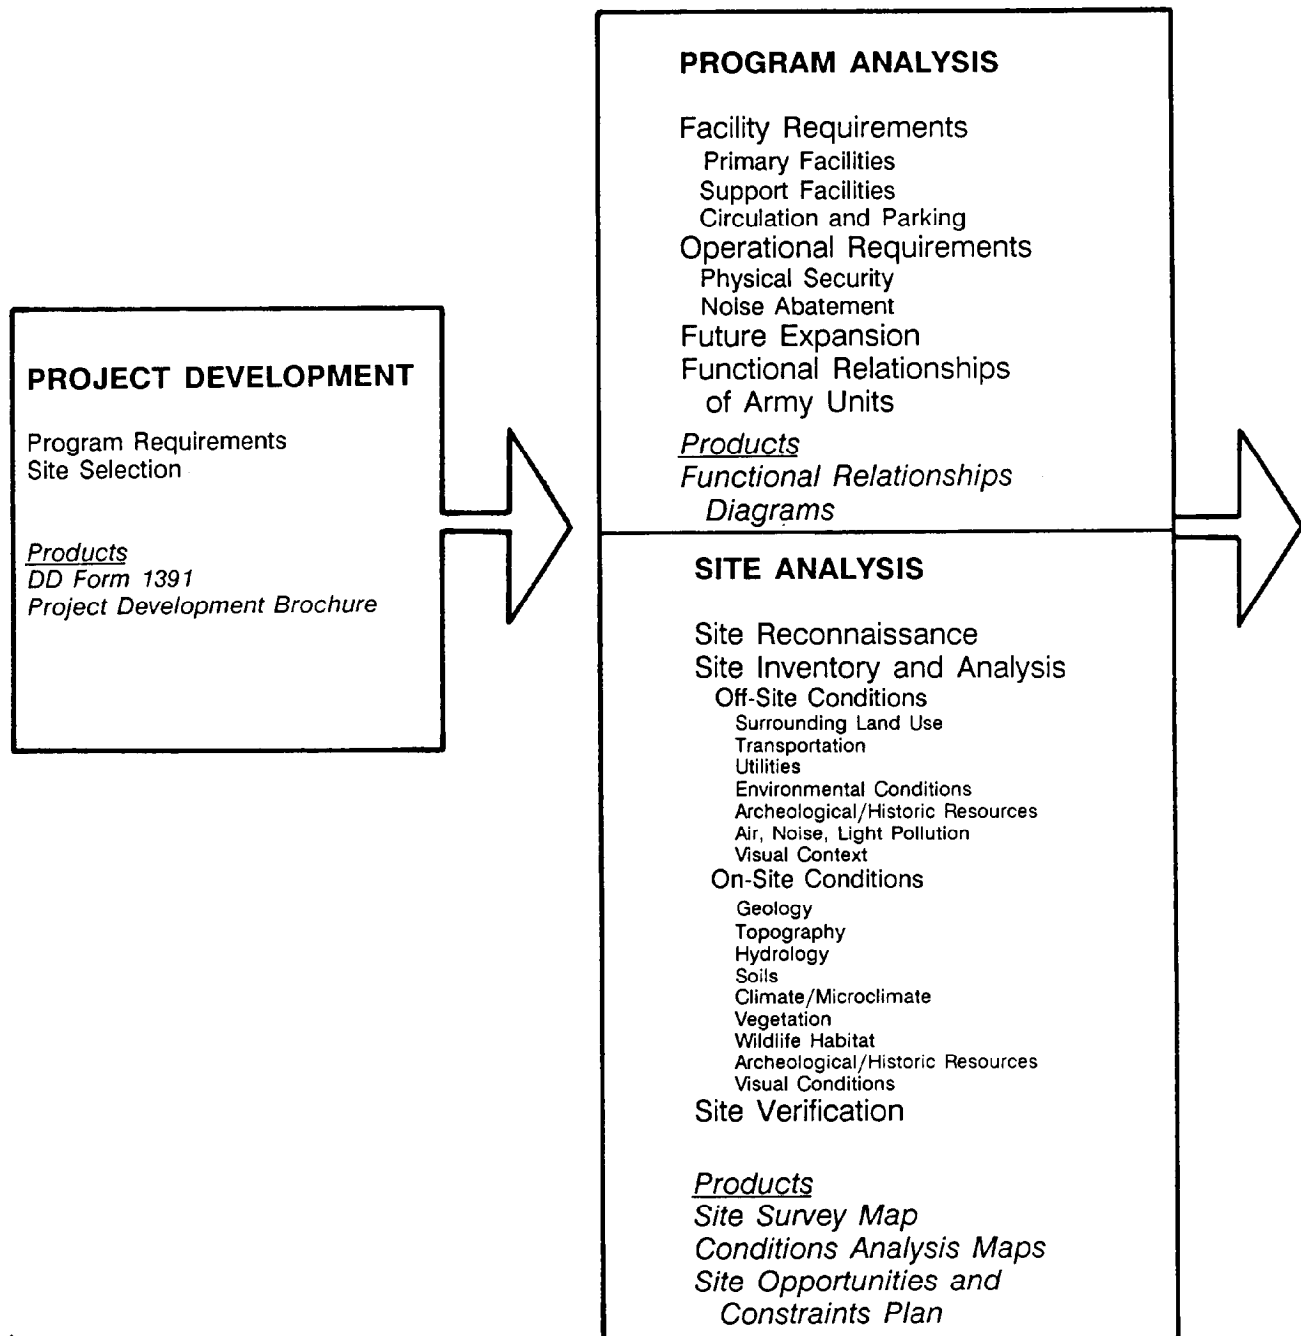 PROJECT DEVELOPMENT
Program Requirements
Site Selection
Products
DD Form 1391
Project Development Brochure
PROGRAM ANALYSIS
Facility Requirements
Primary Facilities
Support Facilities
Circulation and Parking
Operational Requirements
Physical Security
Noise Abatement
Future Expansion
Functional Relationships
of Army Units
Products
Functional Relationships
Diagrams
SITE ANALYSIS
Site Reconnaissance
Site Inventory and Analysis
Off-Site Conditions
Surrounding Land Use
Transportation
Utilities
Environmental Conditions
Archeological/Historic Resources
Air, Noise, Light Pollution
Visual Context
On-Site Conditions
Geology
Topography
Hydrology
Soils
Climate/Microclimate
Vegetation
Wildlife Habitat
Archeological/Historic Resources
Visual Conditions
Site Verification
Products
Site Survey Map
Conditions Analysis Maps
Site Opportunities and
Constraints Plan